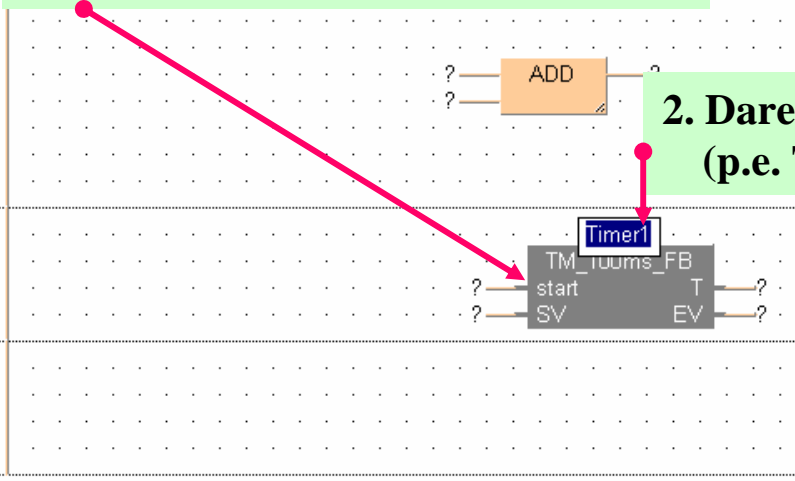 ? ADD ?
?
2. Dare
(p.e. T
Timer1
TM_100ms_FB
? start T ?
? SV EV ?